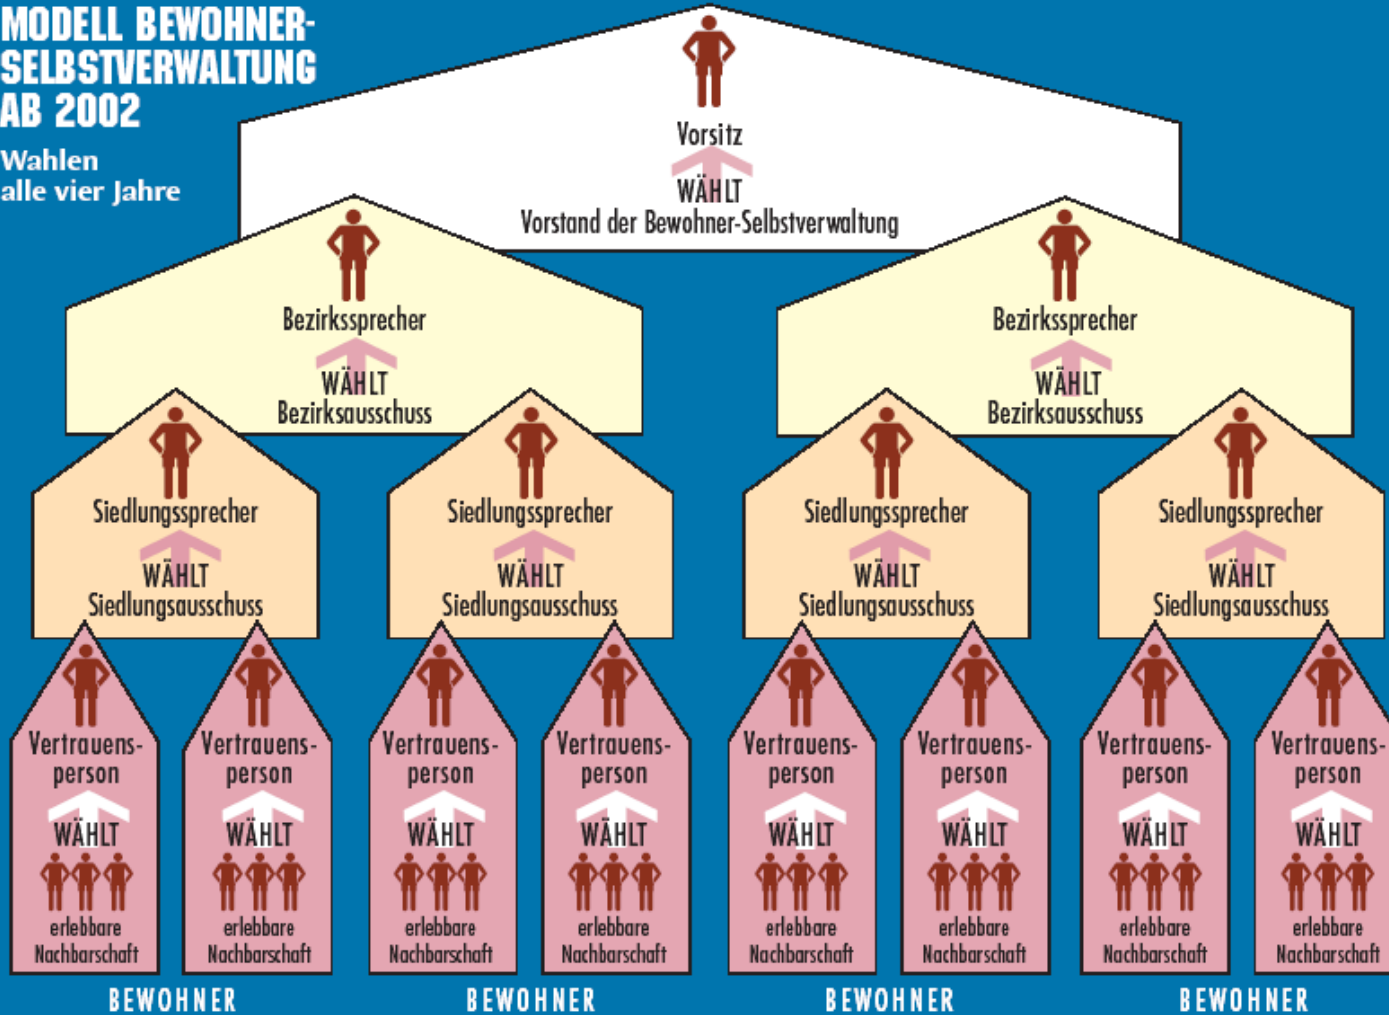 MODELL BEWOHNER-
SELBSTVERWALTUNG
AB 2002
Wahlen
alle vier Jahre
Vorsitz
WÄHLT
Vorstand der Bewohner-Selbstverwaltung
Bezirkssprecher
WÄHLT
Bezirksausschuss
Bezirkssprecher
WÄHLT
Bezirksausschuss
Siedlungssprecher
WÄHLT
Siedlungsausschuss
Siedlungssprecher
WÄHLT
Siedlungsausschuss
Siedlungssprecher
WÄHLT
Siedlungsausschuss
Siedlungssprecher
WÄHLT
Siedlungsausschuss
Vertrauens-
person
WÄHLT
erlebbare
Nachbarschaft
Vertrauens-
person
WÄHLT
erlebbare
Nachbarschaft
Vertrauens-
person
WÄHLT
erlebbare
Nachbarschaft
Vertrauens-
person
WÄHLT
erlebbare
Nachbarschaft
Vertrauens-
person
WÄHLT
erlebbare
Nachbarschaft
Vertrauens-
person
WÄHLT
erlebbare
Nachbarschaft
Vertrauens-
person
WÄHLT
erlebbare
Nachbarschaft
Vertrauens-
person
WÄHLT
erlebbare
Nachbarschaft
BEWOHNER
BEWOHNER
BEWOHNER
BEWOHNER